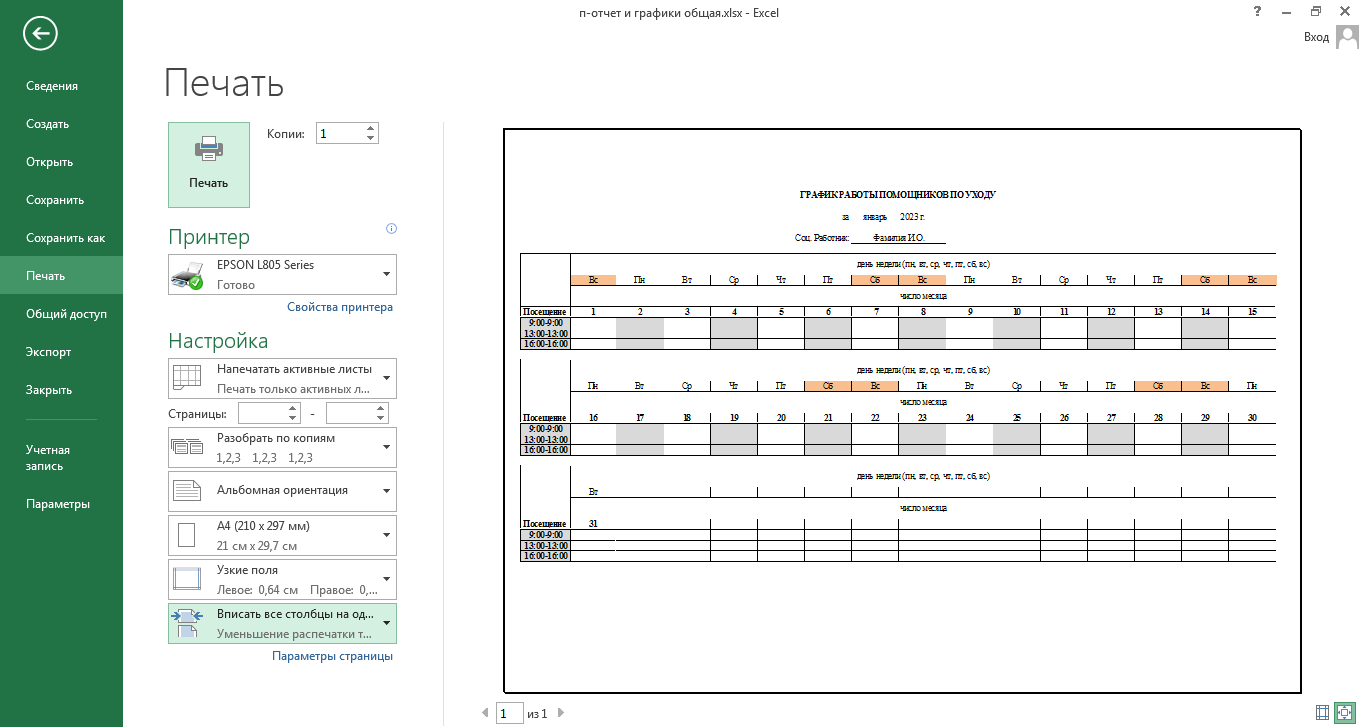 п-отчет и графики общая.xlsx - Excel
?
Вход
Сведения
Создать
Открыть
Сохранить
Сохранить как
Печать
Общий доступ
Экспорт
Закрыть
Учетная
запись
Параметры
Печать
Печать
Копии: 1
Принтер
EPSON L805 Series
Готово
Свойства принтера
Настройка
Напечатать активные листы
Печать только активных л...
Страницы: -
Разобрать по копиям
1,2,3 1,2,3 1,2,3
Альбомная ориентация
A4 (210 x 297 мм)
21 см x 29,7 см
Узкие поля
Левое: 0,64 см Правое: 0,...
Вписать все столбцы на од...
Уменьшение распечатки т...
Параметры страницы
ГРАФИК РАБОТЫ ПОМОЩНИКОВ ПО УХОДУ
за январь 2023 г.
Соц. Работник: Фамилия И.О.
день недели (пн, вт, ср, чт, пт, сб, вс)
Вс Пн Вт Ср Чт Пт Сб Вс Пн Вт Ср Чт Пт Сб Вс
число месяца
Посещение 1 2 3 4 5 6 7 8 9 10 11 12 13 14 15
9:00-9:00
13:00-13:00
16:00-16:00
день недели (пн, вт, ср, чт, пт, сб, вс)
Пн Вт Ср Чт Пт Сб Вс Пн Вт Ср Чт Пт Сб Вс Пн
число месяца
Посещение 16 17 18 19 20 21 22 23 24 25 26 27 28 29 30
9:00-9:00
13:00-13:00
16:00-16:00
день недели (пн, вт, ср, чт, пт, сб, вс)
Вт
число месяца
Посещение 31
9:00-9:00
13:00-13:00
16:00-16:00
1 из 1